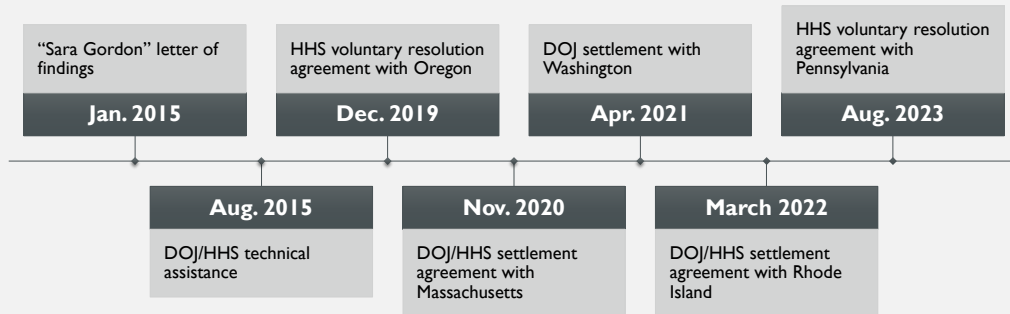 “Sara Gordon” letter of
findings
Jan. 2015
DOJ/HHS technical
assistance
Aug. 2015
HHS voluntary resolution
agreement with Oregon
Dec. 2019
Nov. 2020
DOJ/HHS settlement
agreement with
Massachusetts
DOJ settlement with
Washington
Apr. 2021
March 2022
DOJ/HHS settlement
agreement with Rhode
Island
HHS voluntary resolution
agreement with
Pennsylvania
Aug. 2023